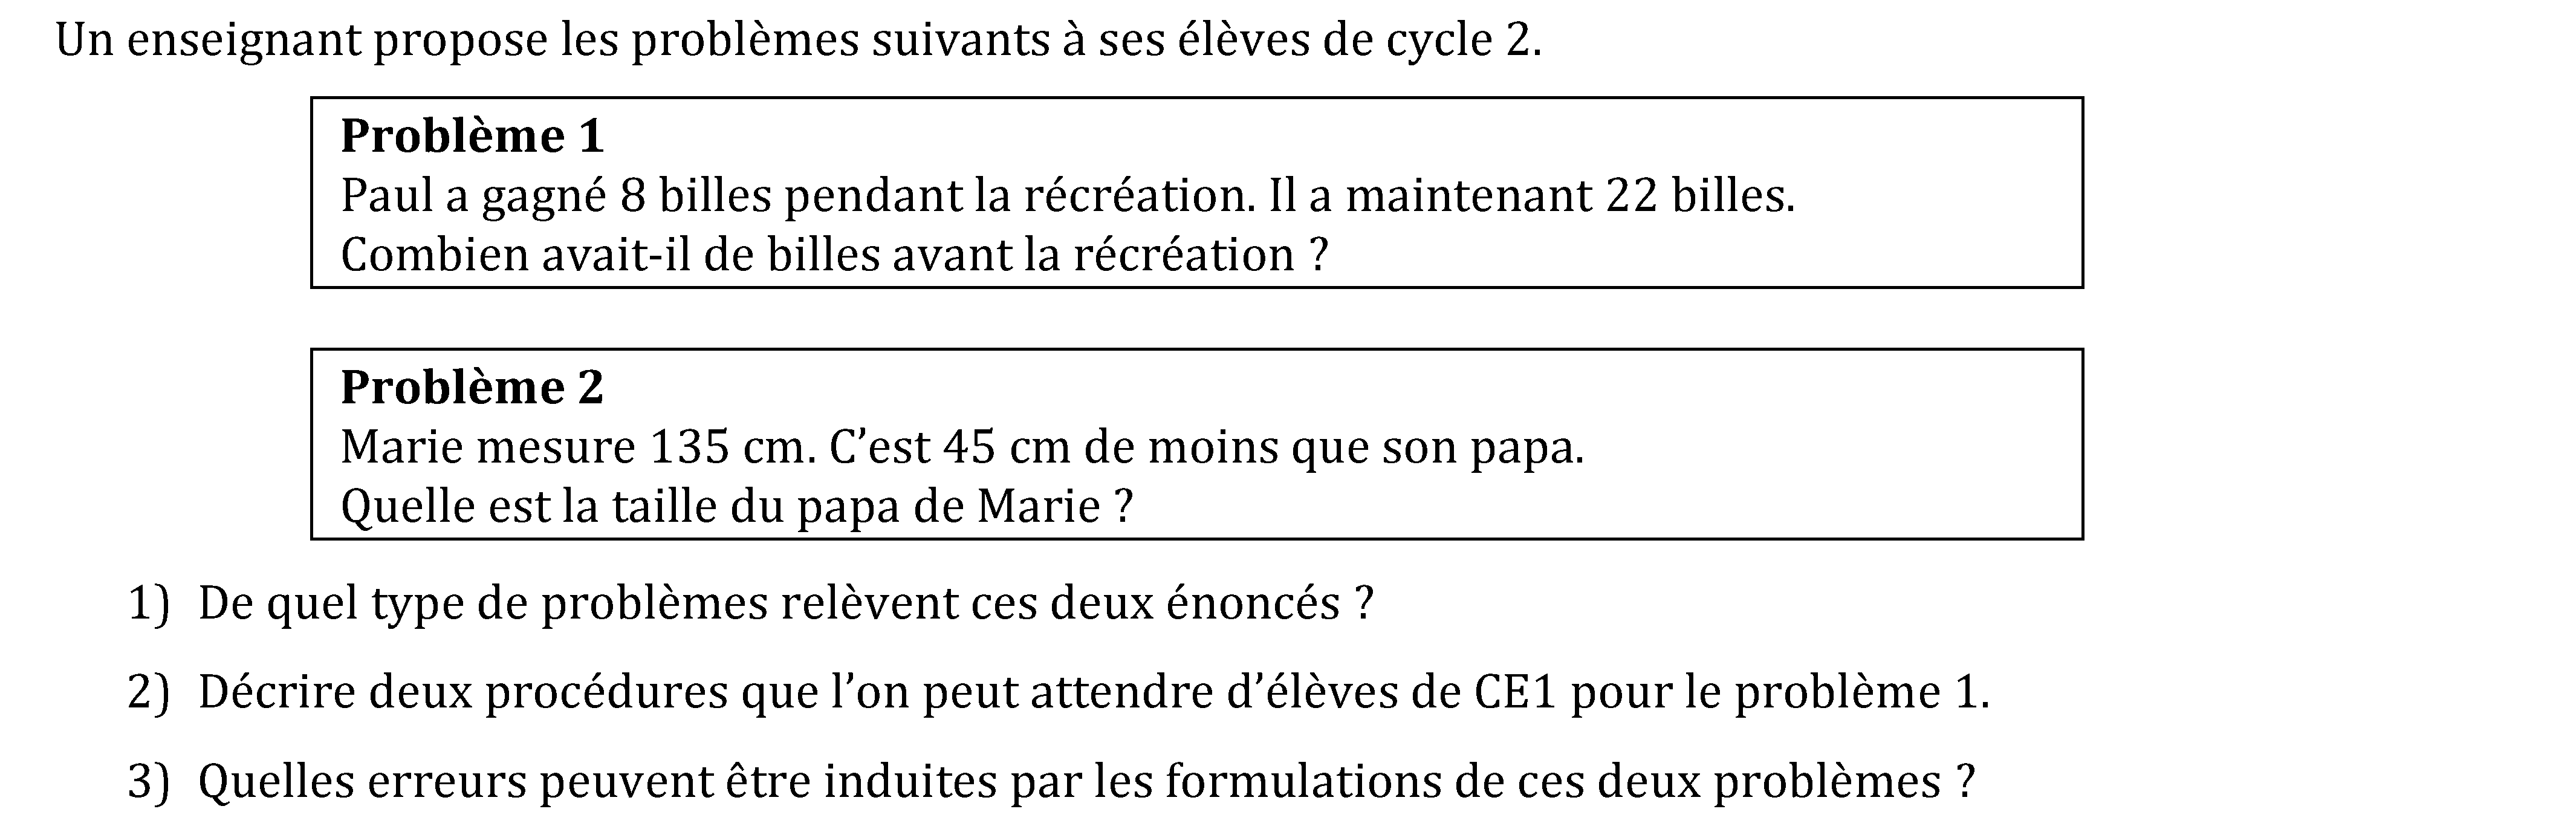 Un enseignant propose les problèmes suivants à ses élèves de cycle 2.
Problème 1
Paul a gagné 8 billes pendant la récréation. Il a maintenant 22 billes.
Combien avait-il de billes avant la récréation ?
Problème 2
Marie mesure 135 cm. C’est 45 cm de moins que son papa.
Quelle est la taille du papa de Marie ?
1) De quel type de problèmes relèvent ces deux énoncés ?
2) Décrire deux procédures que l’on peut attendre d’élèves de CE1 pour le problème 1.
3) Quelles erreurs peuvent être induites par les formulations de ces deux problèmes ?